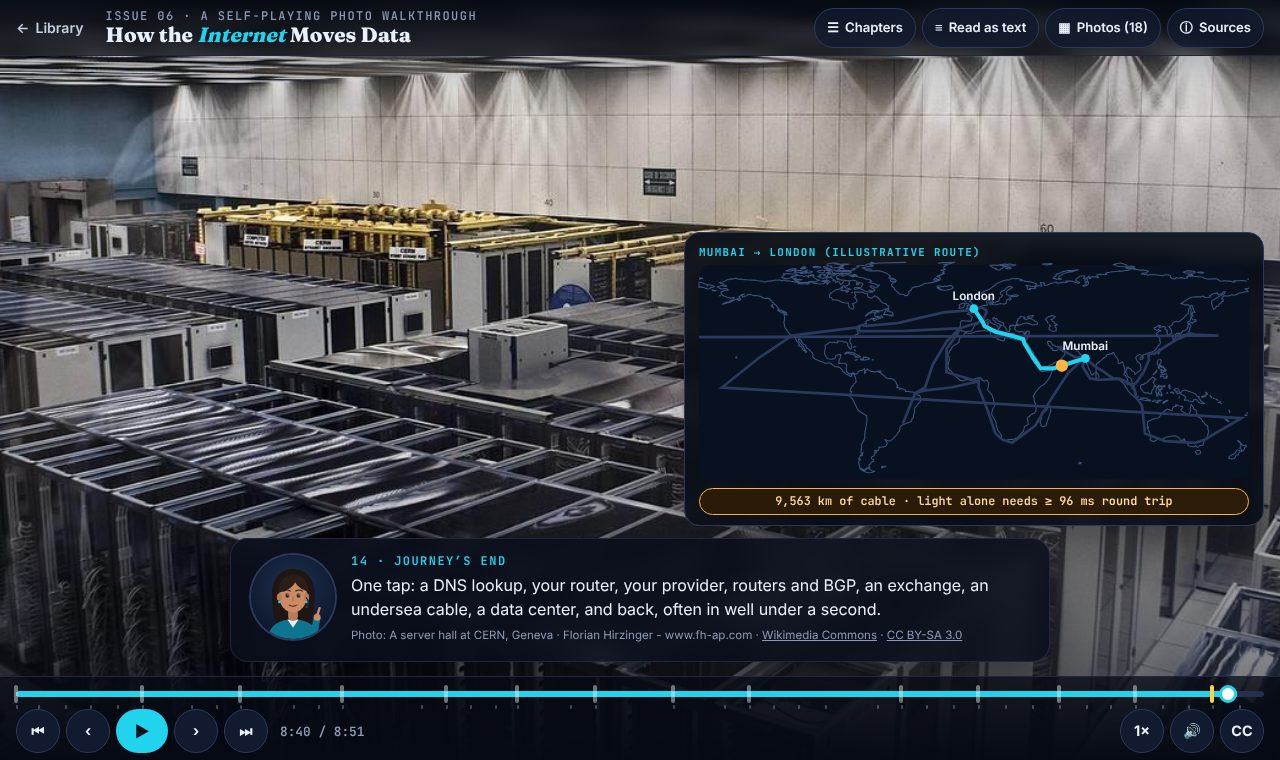 ← Library
ISSUE 06 · A SELF-PLAYING PHOTO WALKTHROUGH
How the Internet Moves Data
☰ Chapters
≡ Read as text
▦ Photos (18)
ⓘ Sources
30
40
60
CERN
MUMBAI → LONDON (ILLUSTRATIVE ROUTE)
London
Mumbai
9,563 km of cable · light alone needs ≥ 96 ms round trip
14 · JOURNEY’S END
One tap: a DNS lookup, your router, your provider, routers and BGP, an exchange, an
undersea cable, a data center, and back, often in well under a second.
Photo: A server hall at CERN, Geneva · Florian Hirzinger - www.fh-ap.com · Wikimedia Commons · CC BY-SA 3.0
8:40 / 8:51
1×
CC